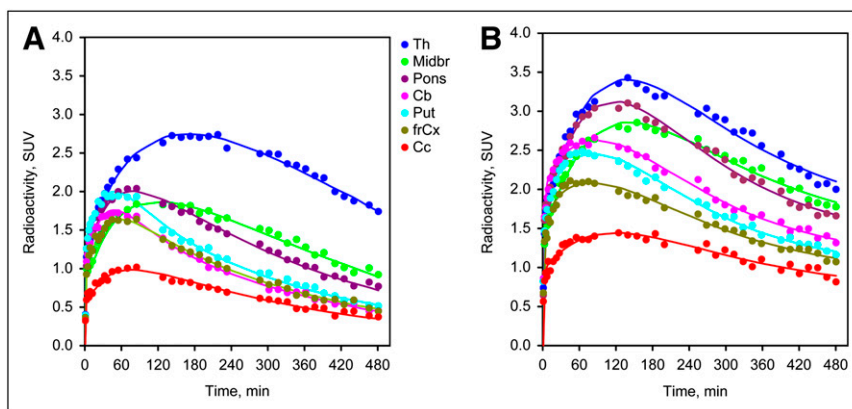 A
B
Th
Midbr
Pons
Cb
Put
frCx
Cc
Radioactivity, SUV
4.0
3.5
3.0
2.5
2.0
1.5
1.0
0.5
0.0
0 60 120 180 240 300 360 420 480
Time, min
Radioactivity, SUV
4.0
3.5
3.0
2.5
2.0
1.5
1.0
0.5
0.0
0 60 120 180 240 300 360 420 480
Time, min